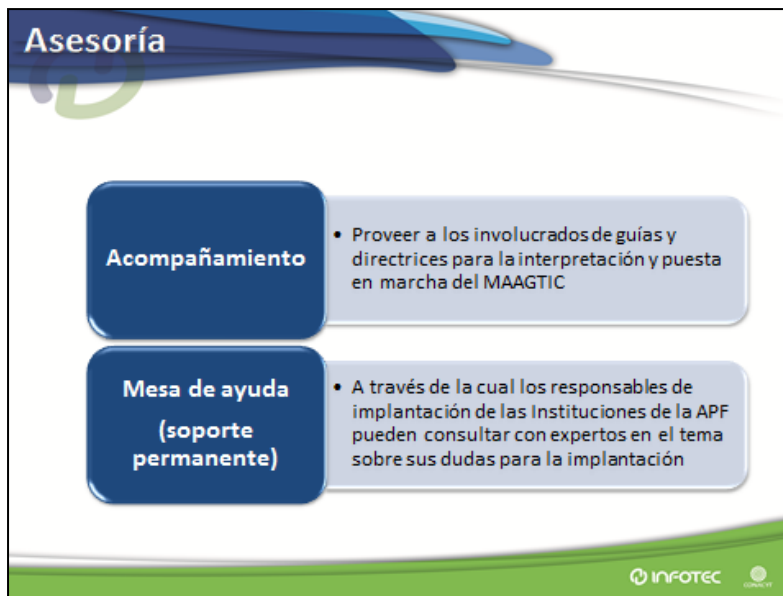 Asesoría
Acompañamiento
• Proveer a los involucrados de guías y
directrices para la interpretación y puesta
en marcha del MAAGTIC
Mesa de ayuda
(soporte
permanente)
• A través de la cual los responsables de
implantación de las Instituciones de la APF
pueden consultar con expertos en el tema
sobre sus dudas para la implantación
INFOTEC
CONACYT